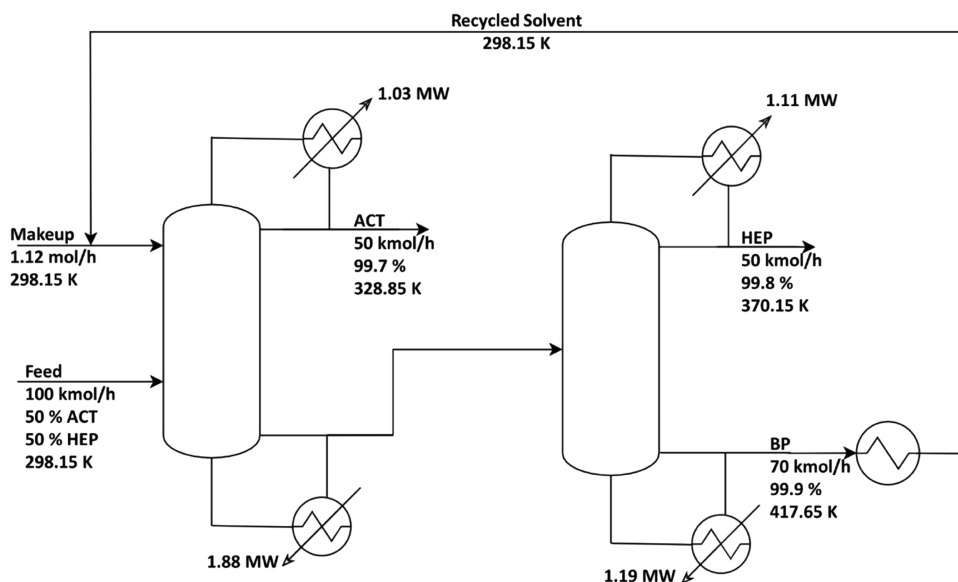 Recycled Solvent
298.15 K
1.03 MW
1.11 MW
Makeup
1.12 mol/h
298.15 K
ACT
50 kmol/h
99.7 %
328.85 K
HEP
50 kmol/h
99.8 %
370.15 K
Feed
100 kmol/h
50 % ACT
50 % HEP
298.15 K
BP
70 kmol/h
99.9 %
417.65 K
1.88 MW
1.19 MW